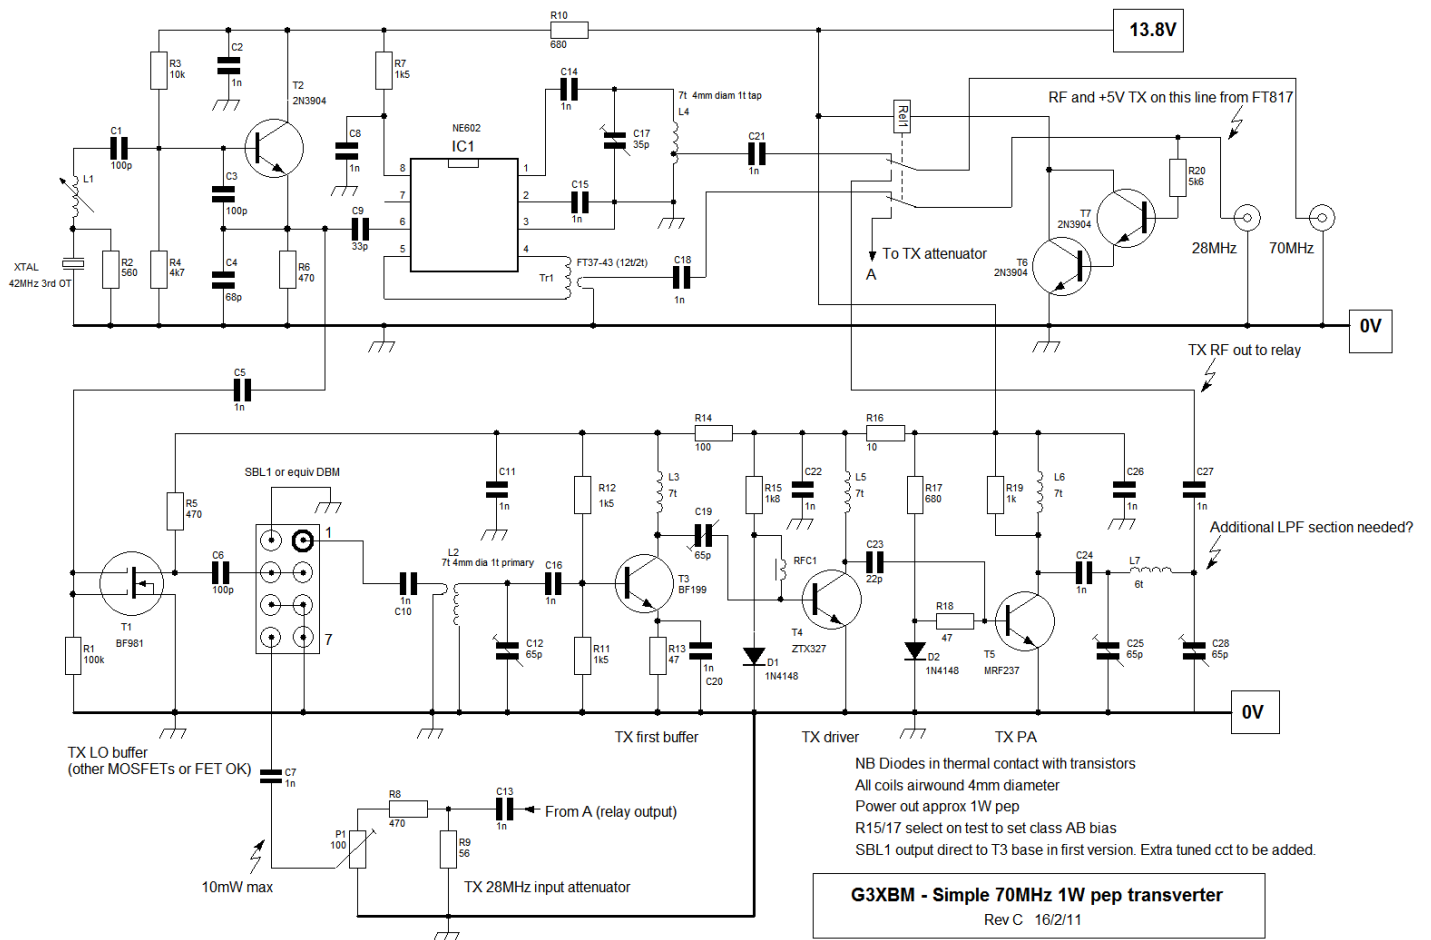 R10
680
13.8V
C2
1n
R3
10k
R7
1k5
T2
2N3904
C14
1n
7t 4mm diam 1t tap
L4
C17
35p
Rel1
RF and +5V TX on this line from FT817
C1
100p
NE602
IC1
C8
1n
C21
1n
8
7
6
5
1
2
3
4
L1
C3
100p
C15
1n
R20
5k6
C9
33p
T7
2N3904
XTAL
42MHz 3rd OT
R2
560
R4
4k7
C4
68p
R6
470
FT37-43 (12t/2t)
Tr1
C18
1n
To TX attenuator
A
T6
2N3904
28MHz
70MHz
0V
TX RF out to relay
C5
1n
R14
100
R16
10
SBL1 or equiv DBM
C11
1n
R12
1k5
L3
7t
R15
1k8
C22
1n
L5
7t
R17
680
R19
1k
L6
7t
C26
1n
C27
1n
R5
470
1
C19
65p
Additional LPF section needed?
C6
100p
L2
7t 4mm dia 1t primary
C16
1n
RFC1
C23
22p
C24
1n
L7
6t
T3
BF199
C10
1n
T1
BF981
7
R1
100k
C12
65p
R11
1k5
R13
47
1n
C20
T4
ZTX327
D1
1N4148
R18
47
D2
1N4148
T5
MRF237
C25
65p
C28
65p
0V
TX LO buffer
(other MOSFETs or FET OK)
TX first buffer
TX driver
TX PA
C7
1n
NB Diodes in thermal contact with transistors
All coils airwound 4mm diameter
Power out approx 1W pep
R15/17 select on test to set class AB bias
SBL1 output direct to T3 base in first version. Extra tuned cct to be added.
R8
470
C13
1n
From A (relay output)
P1
100
R9
56
10mW max
TX 28MHz input attenuator
G3XBM - Simple 70MHz 1W pep transverter
Rev C 16/2/11